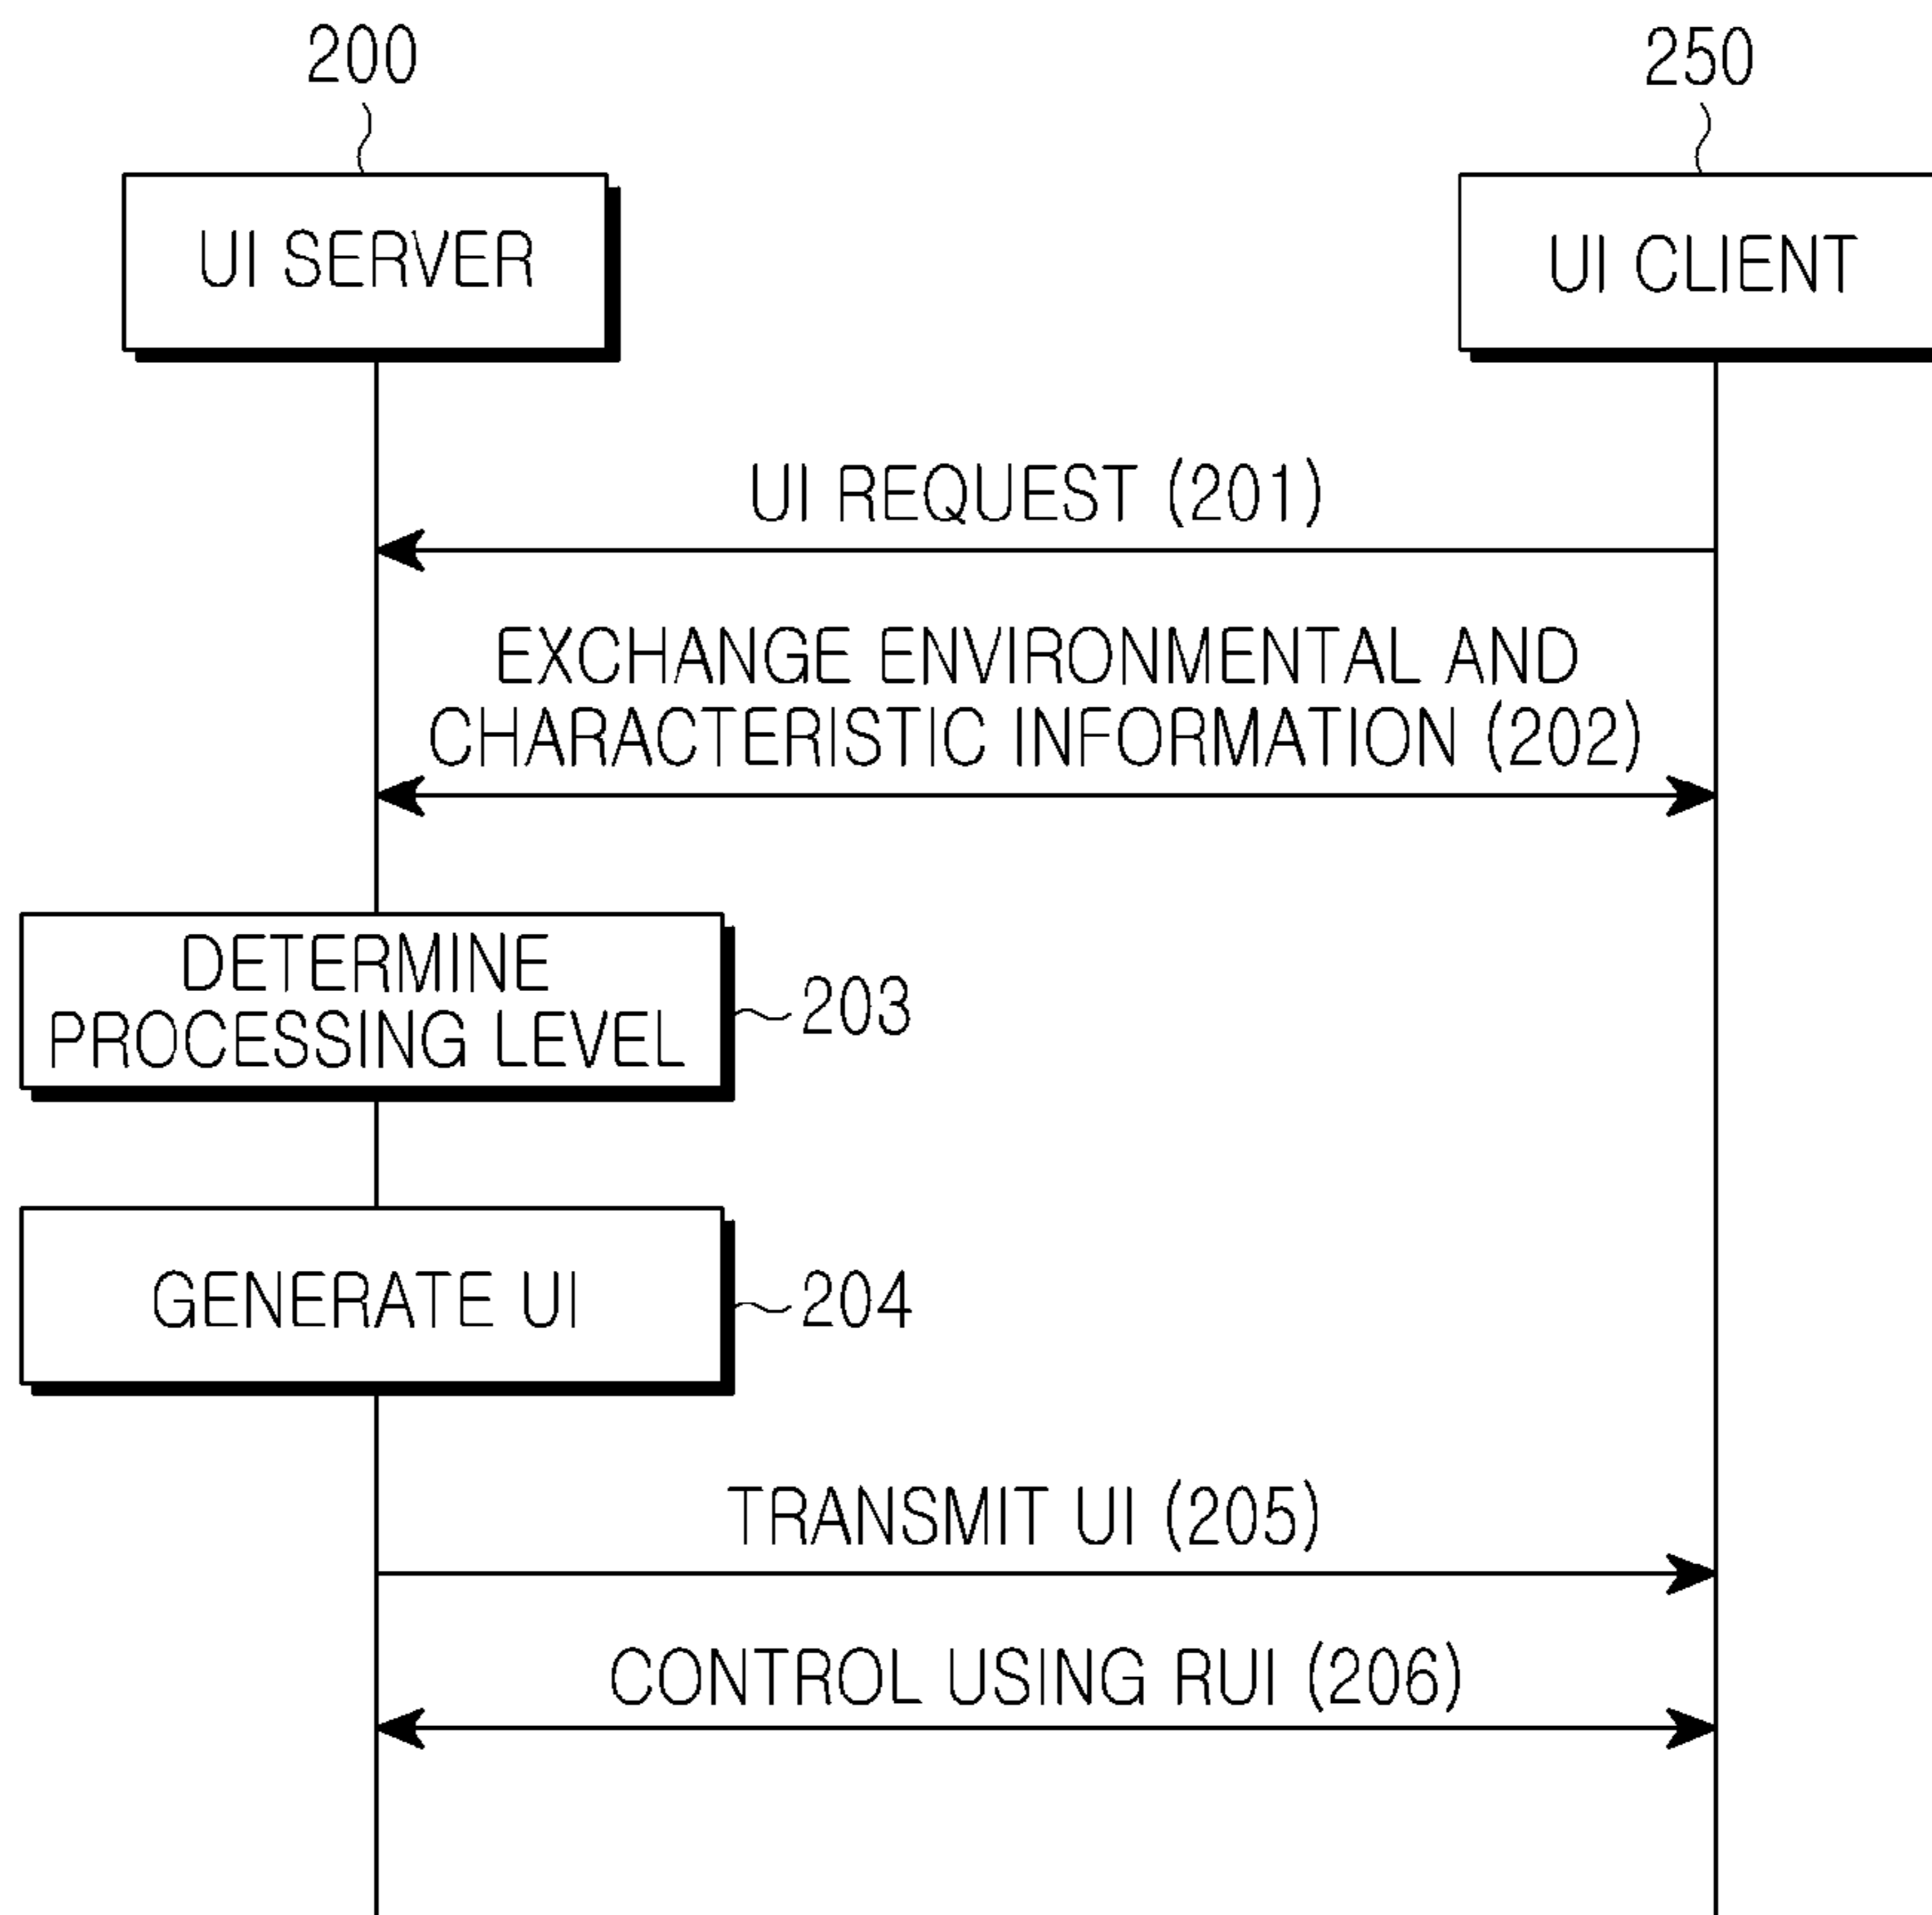 200
250
UI SERVER
UI CLIENT
UI REQUEST (201)
EXCHANGE ENVIRONMENTAL AND
CHARACTERISTIC INFORMATION (202)
DETERMINE
PROCESSING LEVEL
203
GENERATE UI
204
TRANSMIT UI (205)
CONTROL USING RUI (206)